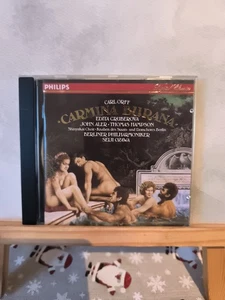 PHILIPS
CARL ORFF
CARMINA BURANA
EDITA GRUBEROVA
JOHN ALER · THOMAS HAMPSON
BERLINER PHILHARMONIKER
SEIJI OZAWA